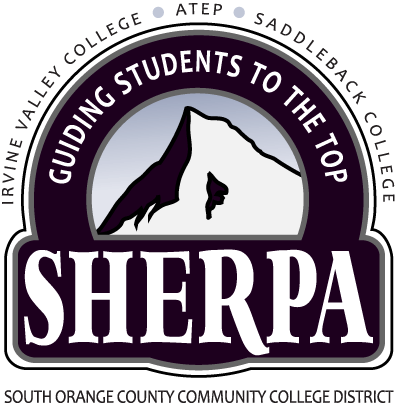 IRVINE VALLEY COLLEGE • ATEP • SADDLEBACK COLLEGE
GUIDING STUDENTS TO THE TOP
SHERPA
SOUTH ORANGE COUNTY COMMUNITY COLLEGE DISTRICT